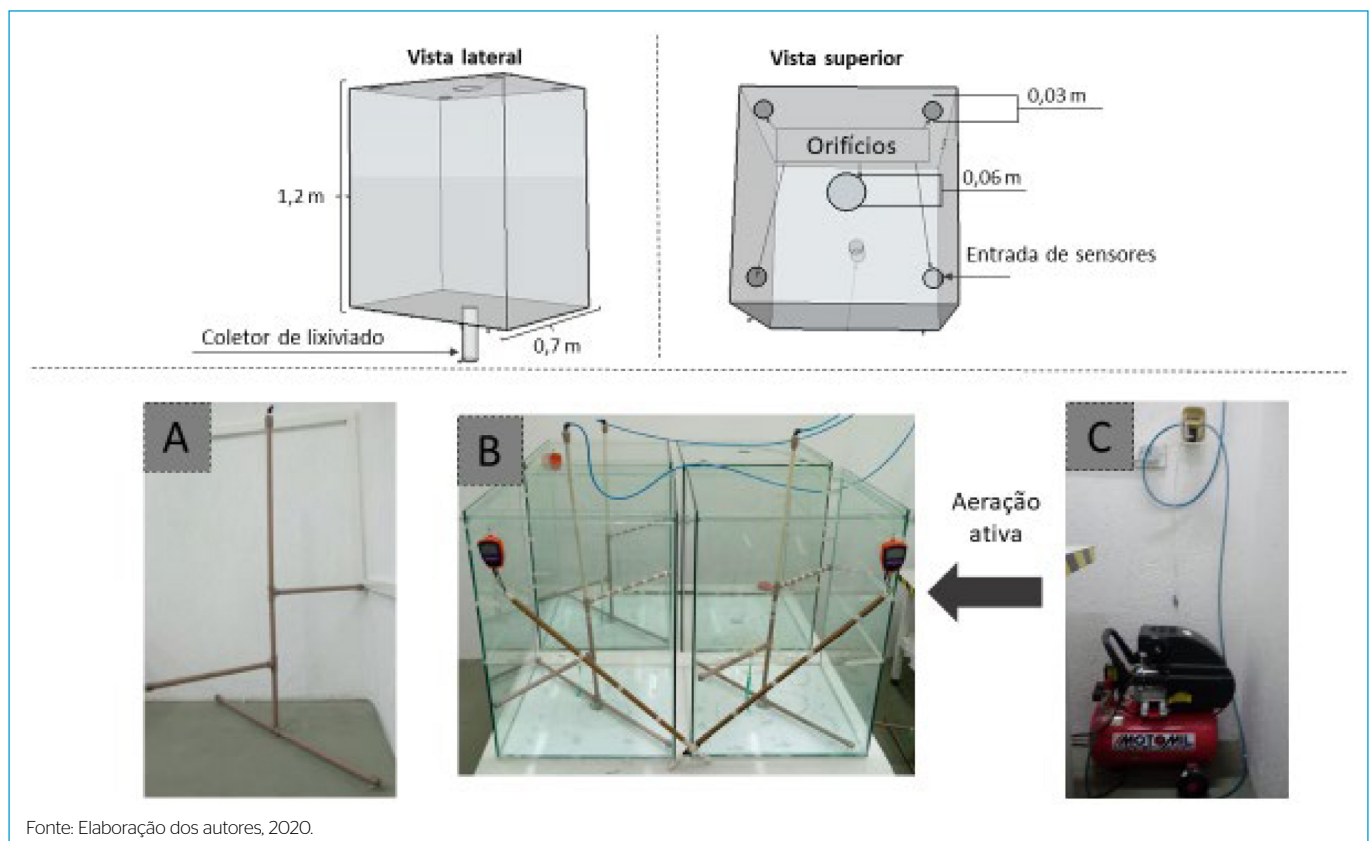 Vista lateral
1,2 m
Coletor de lixiviado
0,7 m
Vista superior
0,03 m
Orifícios
0,06 m
Entrada de sensores
A
B
Aeração
ativa
C
MOTOMIL
Fonte: Elaboração dos autores, 2020.